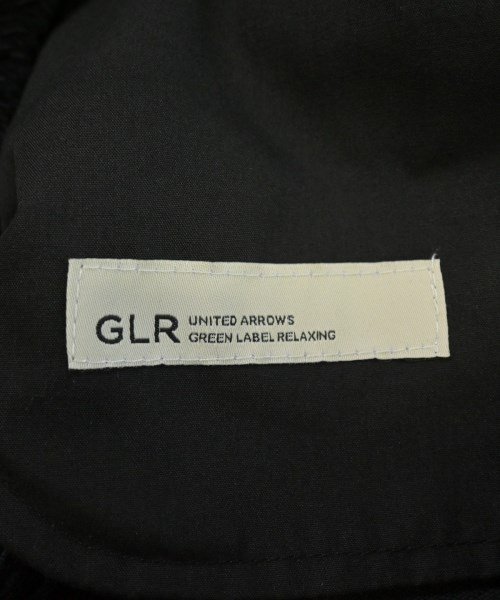 GLR
UNITED ARROWS
GREEN LABEL RELAXING